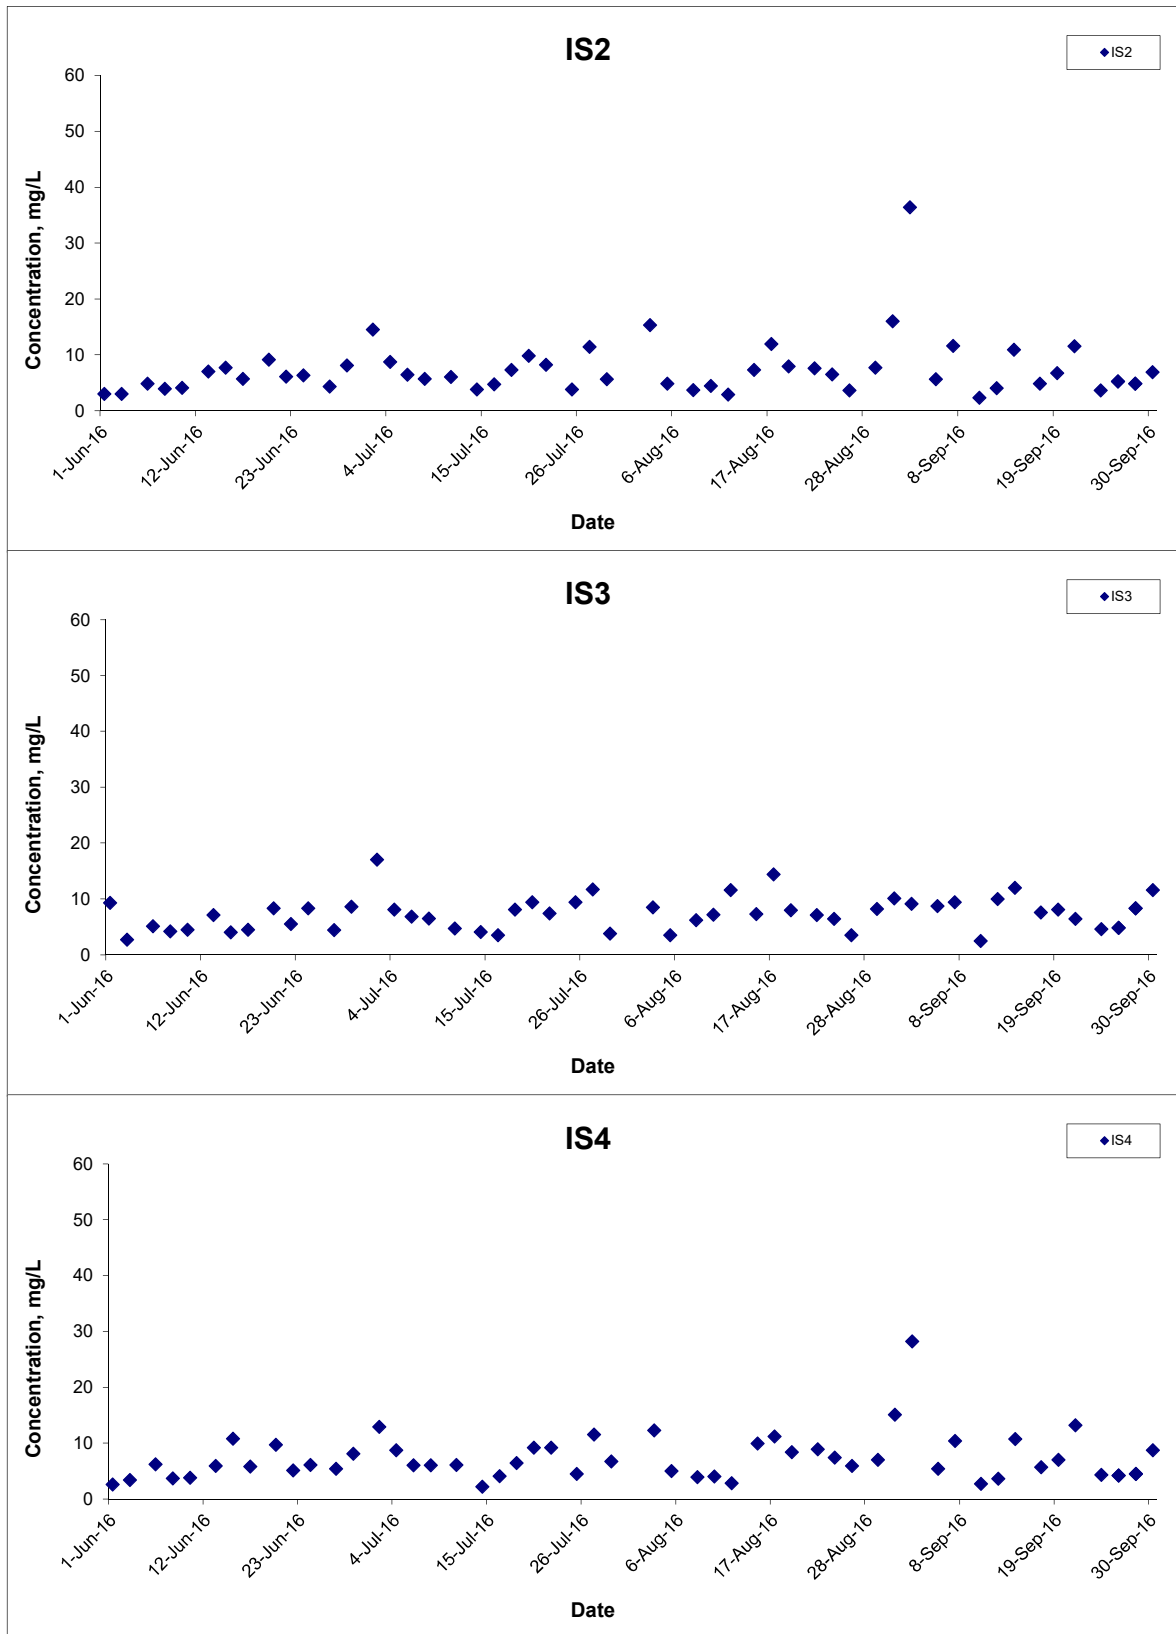 IS2
IS2
60
50
40
30
20
10
0
Concentration, mg/L
1-Jun-16
12-Jun-16
23-Jun-16
4-Jul-16
15-Jul-16
26-Jul-16
6-Aug-16
17-Aug-16
28-Aug-16
8-Sep-16
19-Sep-16
30-Sep-16
Date
IS3
IS3
60
50
40
30
20
10
0
Concentration, mg/L
1-Jun-16
12-Jun-16
23-Jun-16
4-Jul-16
15-Jul-16
26-Jul-16
6-Aug-16
17-Aug-16
28-Aug-16
8-Sep-16
19-Sep-16
30-Sep-16
Date
IS4
IS4
60
50
40
30
20
10
0
Concentration, mg/L
1-Jun-16
12-Jun-16
23-Jun-16
4-Jul-16
15-Jul-16
26-Jul-16
6-Aug-16
17-Aug-16
28-Aug-16
8-Sep-16
19-Sep-16
30-Sep-16
Date